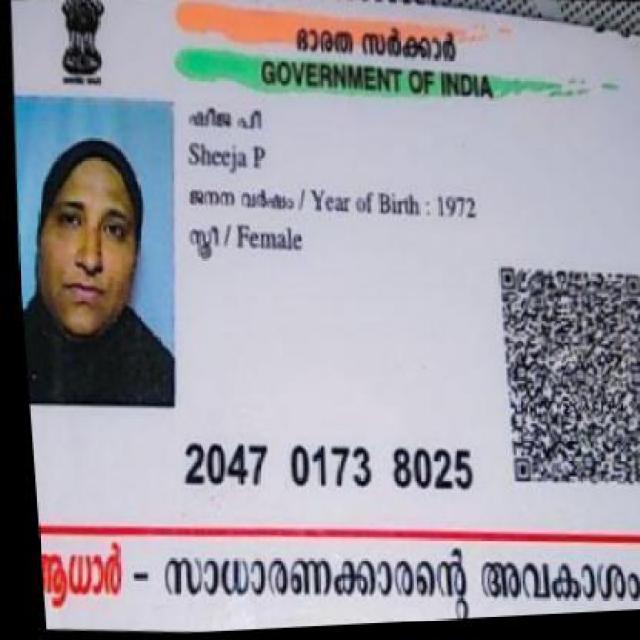 ഭാരത സർക്കാർ
GOVERNMENT OF INDIA
ഷീജ പി
Sheeja P
ജനന വർഷം / Year of Birth : 1972
സ്ത്രീ / Female
2047 0173 8025
ആധാർ - സാധാരണക്കാരന്റെ അവകാശം